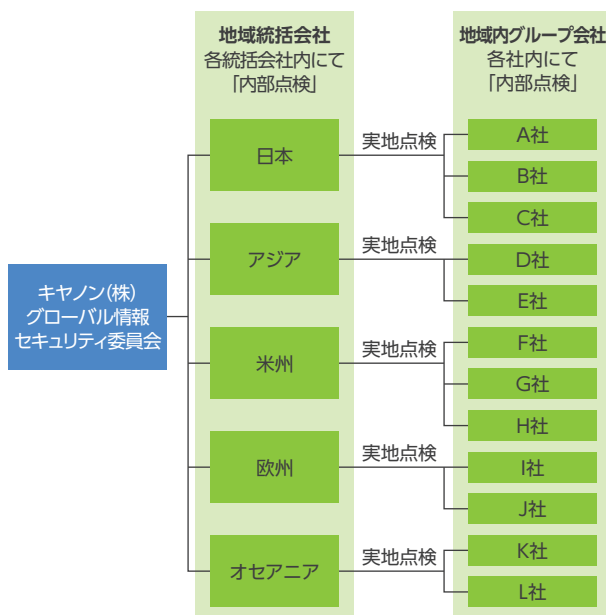 地域統括会社
各統括会社内にて
「内部点検」
地域内グループ会社
各社内にて
「内部点検」
キヤノン(株)
グローバル情報
セキュリティ委員会
日本
実地点検
A社
B社
C社
アジア
実地点検
D社
E社
米州
実地点検
F社
G社
H社
欧州
実地点検
I社
J社
オセアニア
実地点検
K社
L社